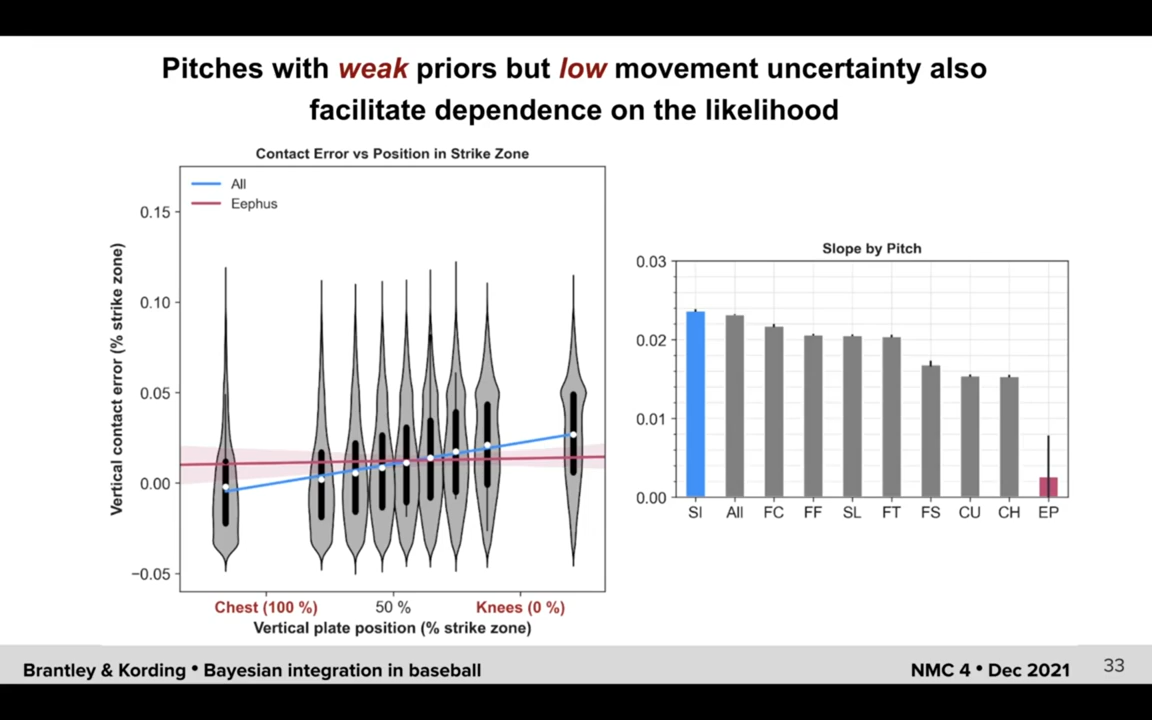 Pitches with weak priors but low movement uncertainty also
facilitate dependence on the likelihood
Contact Error vs Position in Strike Zone
All
Eephus
Vertical contact error (% strike zone)
0.15
0.10
0.05
0.00
−0.05
Chest (100 %)
50 %
Knees (0 %)
Vertical plate position (% strike zone)
Slope by Pitch
0.03
0.02
0.01
0.00
SI
All
FC
FF
SL
FT
FS
CU
CH
EP
Brantley & Kording • Bayesian integration in baseball
NMC 4 • Dec 2021
33